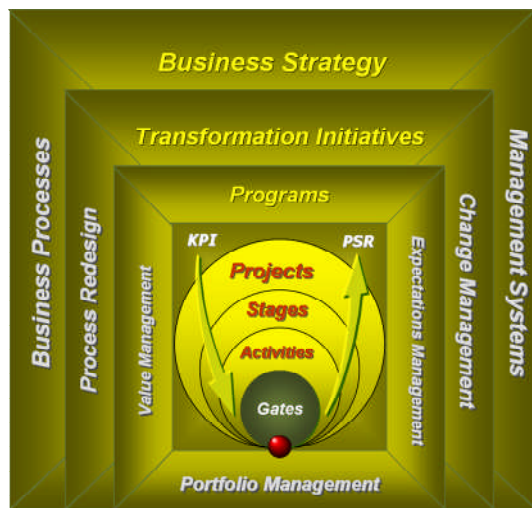 Business Strategy
Transformation Initiatives
Programs
Business Processes
Process Redesign
Value Management
KPI
PSR
Projects
Stages
Activities
Gates
Expectations Management
Change Management
Management Systems
Portfolio Management